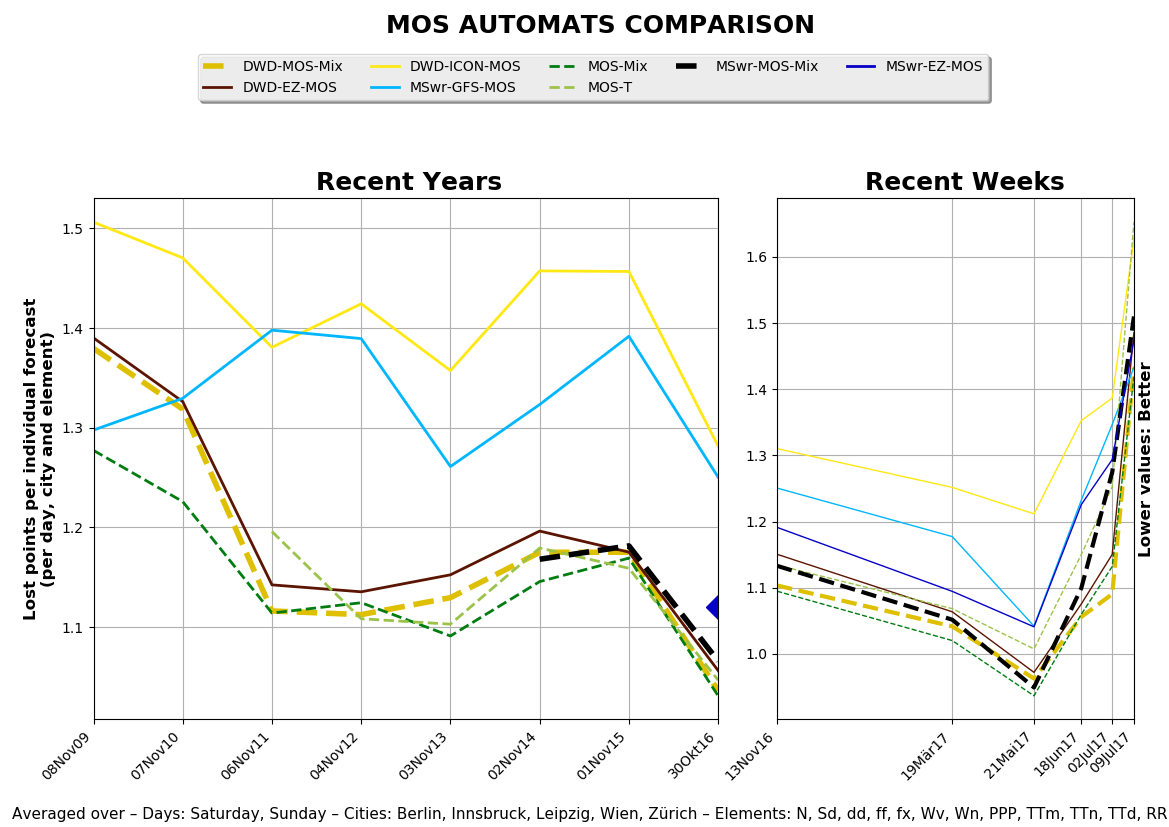 MOS AUTOMATS COMPARISON
DWD-MOS-Mix DWD-ICON-MOS MOS-Mix MSwr-MOS-Mix MSwr-EZ-MOS
DWD-EZ-MOS MSwr-GFS-MOS MOS-T
Recent Years
Lost points per individual forecast
(per day, city and element)
1.5
1.4
1.3
1.2
1.1
08Nov09 07Nov10 06Nov11 04Nov12 03Nov13 02Nov14 01Nov15 30Okt16
Recent Weeks
1.6
1.5
1.4
1.3
1.2
1.1
1.0
13Nov16 19Mär17 21Mai17 18Jun17 02Jul17 09Jul17
Lower values: Better
Averaged over – Days: Saturday, Sunday – Cities: Berlin, Innsbruck, Leipzig, Wien, Zürich – Elements: N, Sd, dd, ff, fx, Wv, Wn, PPP, TTm, TTn, TTd, RR